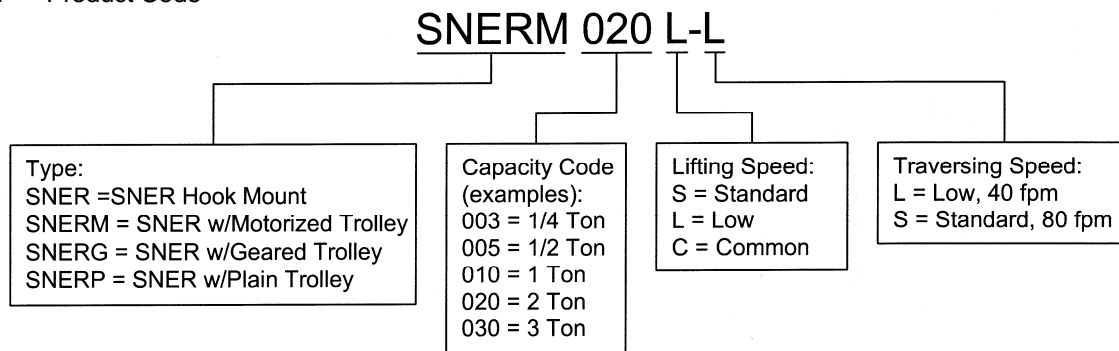 Product Code
SNERM 020 L-L
Type:
SNER =SNER Hook Mount
SNERM = SNER w/Motorized Trolley
SNERG = SNER w/Geared Trolley
SNERP = SNER w/Plain Trolley
Capacity Code
(examples):
003 = 1/4 Ton
005 = 1/2 Ton
010 = 1 Ton
020 = 2 Ton
030 = 3 Ton
Lifting Speed:
S = Standard
L = Low
C = Common
Traversing Speed:
L = Low, 40 fpm
S = Standard, 80 fpm